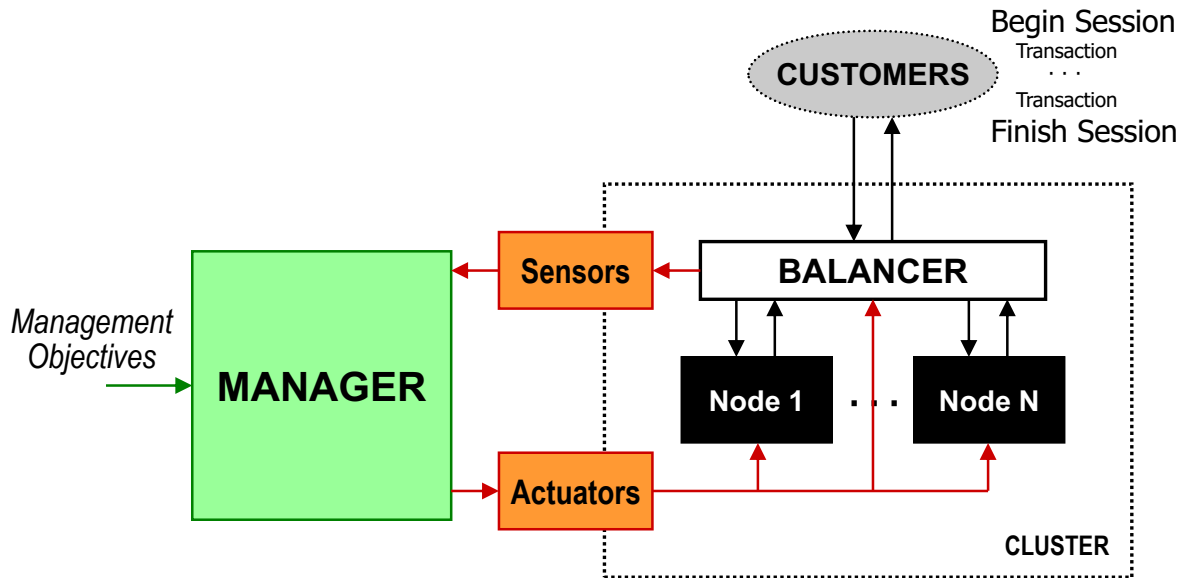 Begin Session
Transaction
. . .
Transaction
Finish Session
CUSTOMERS
Sensors
BALANCER
Management
Objectives
MANAGER
Node 1
. . .
Node N
Actuators
CLUSTER